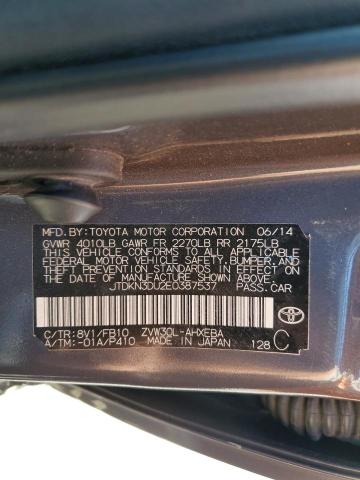 MFD. BY: TOYOTA MOTOR CORPORATION 06/14
GVWR 4010LB GAWR FR 2270LB RR 2175LB
THIS VEHICLE CONFORMS TO ALL APPLICABLE
FEDERAL MOTOR VEHICLE SAFETY, BUMPER, AND
THEFT PREVENTION STANDARDS IN EFFECT ON
THE DATE OF MANUFACTURE SHOWN ABOVE.
JTDKN3DU2E0387537 PASS.CAR
C/TR:8V1/FB10 ZVW30L-AHXEBA
A/TM:-01A/P410 MADE IN JAPAN 128 C
TOYOTA